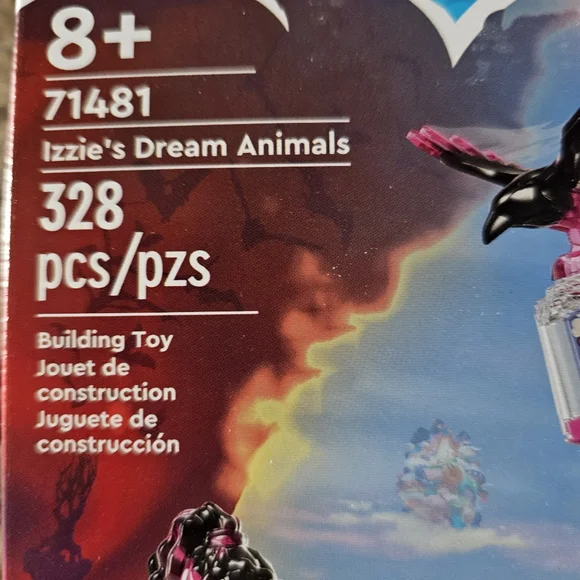 8+
71481
Izzie's Dream Animals
328
pcs/pzs
Building Toy
Jouet de
construction
Juguete de
construcción